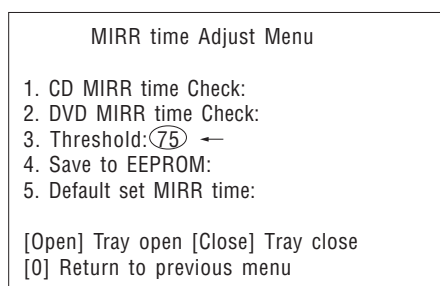 MIRR time Adjust Menu
1. CD MIRR time Check:
2. DVD MIRR time Check:
3. Threshold: 75 ←
4. Save to EEPROM:
5. Default set MIRR time:
[Open] Tray open [Close] Tray close
[0] Return to previous menu